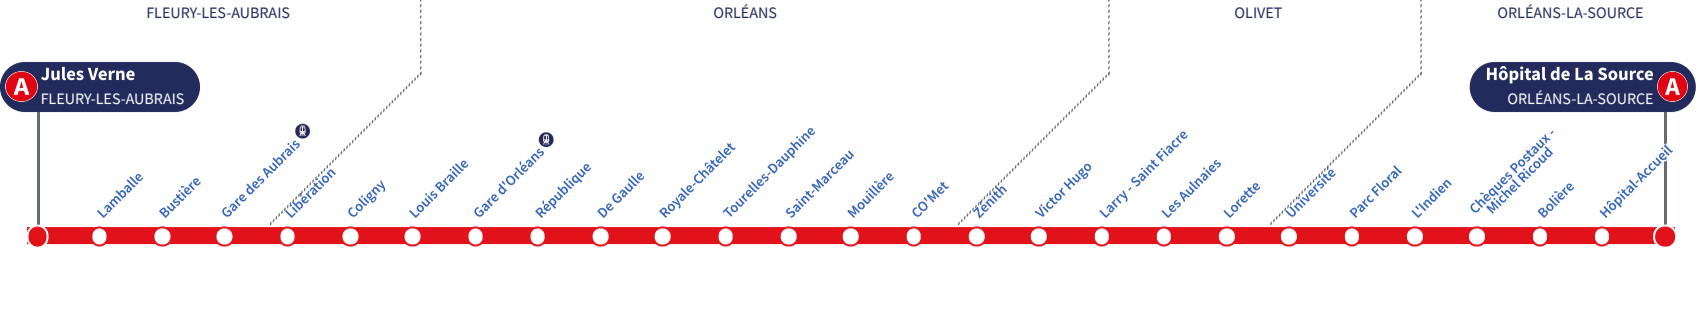 FLEURY-LES-AUBRAIS
ORLÉANS
OLIVET
ORLÉANS-LA-SOURCE
A
Jules Verne
FLEURY-LES-AUBRAIS
Hôpital de La Source
ORLÉANS-LA-SOURCE
A
Lamballe
Bustière
Gare des Aubrais
Libération
Coligny
Louis Braille
Gare d'Orléans
République
De Gaulle
Royale-Châtelet
Tourelles-Dauphine
Saint-Marceau
Mouillère
CO'Met
Zénith
Victor Hugo
Larry - Saint Fiacre
Les Aulnaies
Lorette
Université
Parc Floral
L'Indien
Chèques Postaux -
Michel Ricoud
Bolière
Hôpital-Accueil